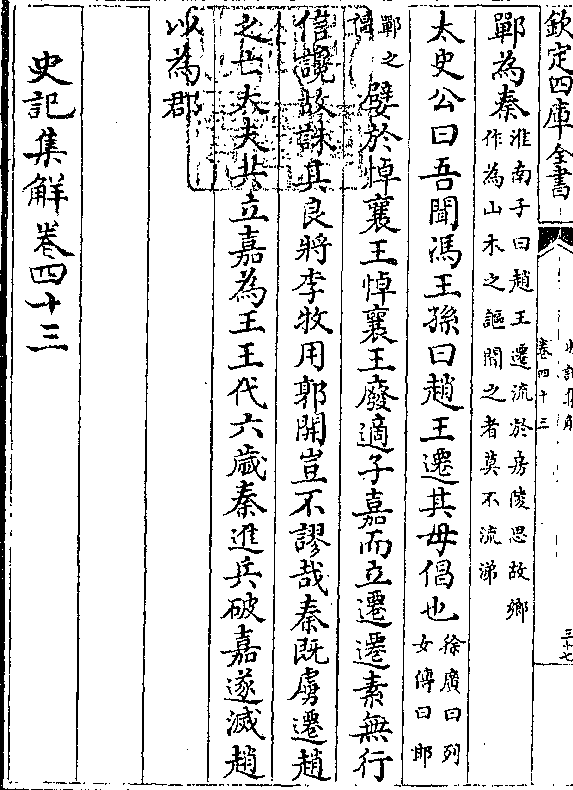 欽定四庫全書
史記集解
卷四十三
三十七
鄲為秦淮南子曰趙王遷流於房陵思故鄉
作為山木之謳聞之者莫不流涕
太史公曰吾聞馮王孫曰趙王遷其母倡也徐廣曰列
女傳曰邯
鄲之
倡
嬖於悼襄王悼襄王廢適子嘉而立遷遷素無行
信讒故誅其良將李牧用郭開豈不謬哉秦既虜遷趙
之亡大夫共立嘉為王王代六歲秦進兵破嘉遂滅趙
以為郡
史記集解卷四十三